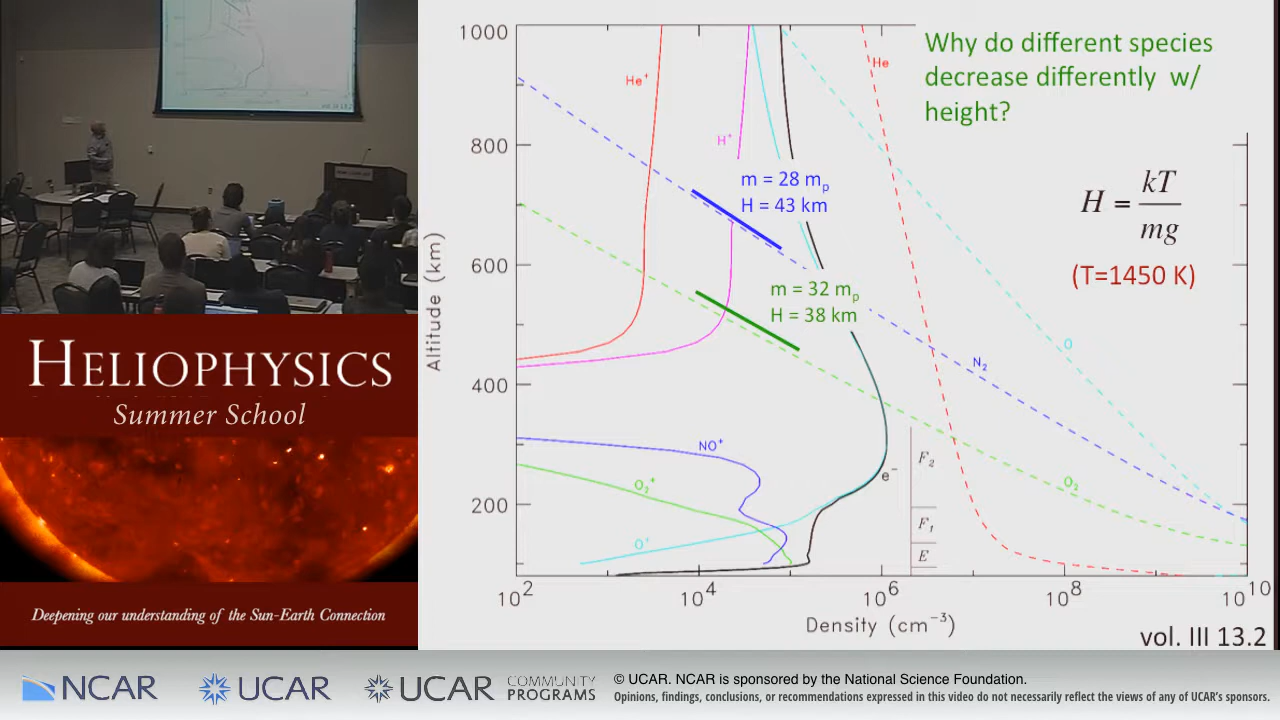 HELIOPHYSICS
Summer School
Deepening our understanding of the Sun-Earth Connection
Why do different species
decrease differently w/
height?
H = kT
mg
(T=1450 K)
m = 28 mp
H = 43 km
m = 32 mp
H = 38 km
He+
H+
He
O
N2
O2
NO+
O2+
O+
e-
F2
F1
E
1000
800
600
400
200
Altitude (km)
10^2
10^4
10^6
10^8
10^10
Density (cm^-3)
vol. III 13.2
NCAR
UCAR
UCAR
COMMUNITY
PROGRAMS
© UCAR. NCAR is sponsored by the National Science Foundation.
Opinions, findings, conclusions, or recommendations expressed in this video do not necessarily reflect the views of any of UCAR's sponsors.